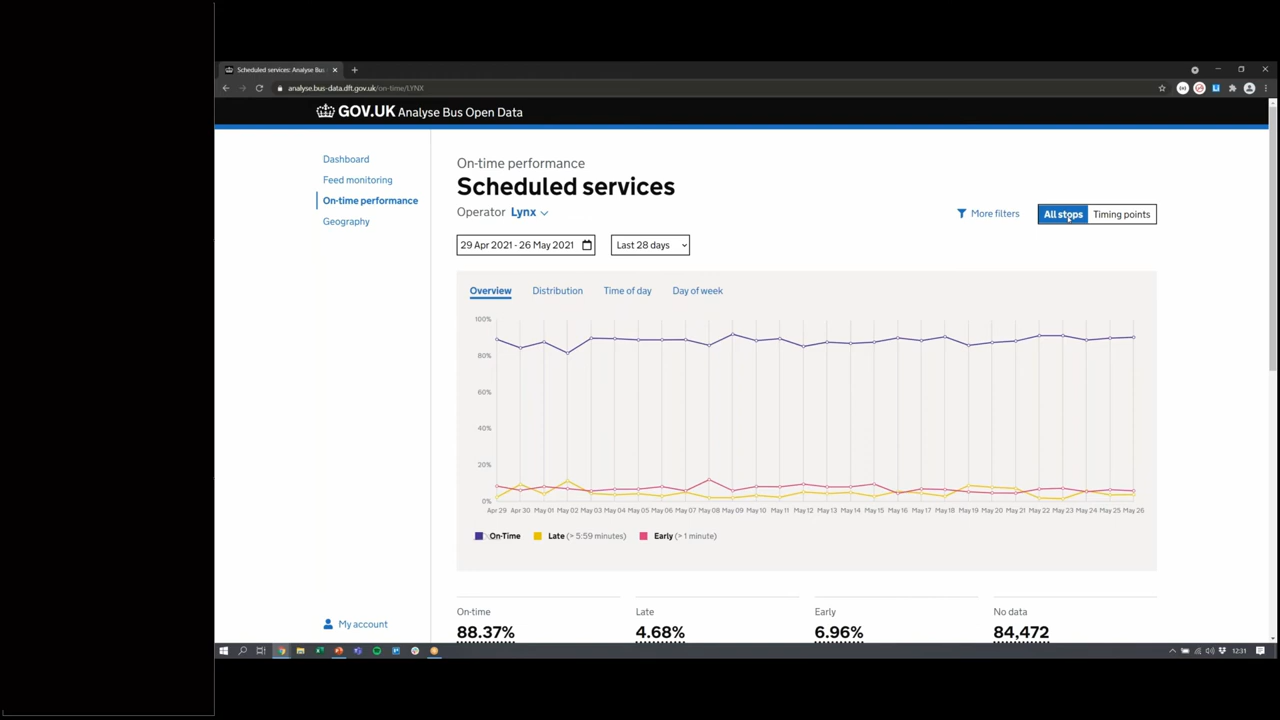 Scheduled services: Analyse Bus
analyse.bus-data.dft.gov.uk/on-time/LYNX
GOV.UK Analyse Bus Open Data
Dashboard
Feed monitoring
On-time performance
Geography
On-time performance
Scheduled services
Operator Lynx
More filters
All stops
Timing points
29 Apr 2021 - 26 May 2021
Last 28 days
Overview
Distribution
Time of day
Day of week
100%
80%
60%
40%
20%
0%
Apr 29 Apr 30 May 01 May 02 May 03 May 04 May 05 May 06 May 07 May 08 May 09 May 10 May 11 May 12 May 13 May 14 May 15 May 16 May 17 May 18 May 19 May 20 May 21 May 22 May 23 May 24 May 25 May 26
On-Time
Late (> 5:59 minutes)
Early (> 1 minute)
On-time
Late
Early
No data
88.37%
4.68%
6.96%
84,472
My account
12:31